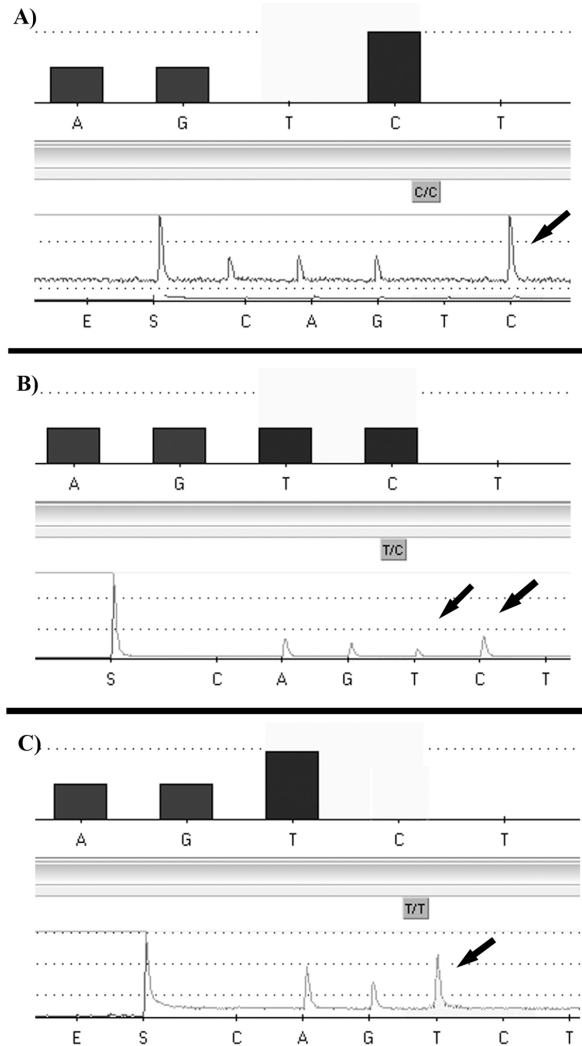 A)
A G T C T
C/C
E S C A G T C
B)
A G T C T
T/C
S C A G T C T
C)
A G T C T
T/T
E S C A G T C T